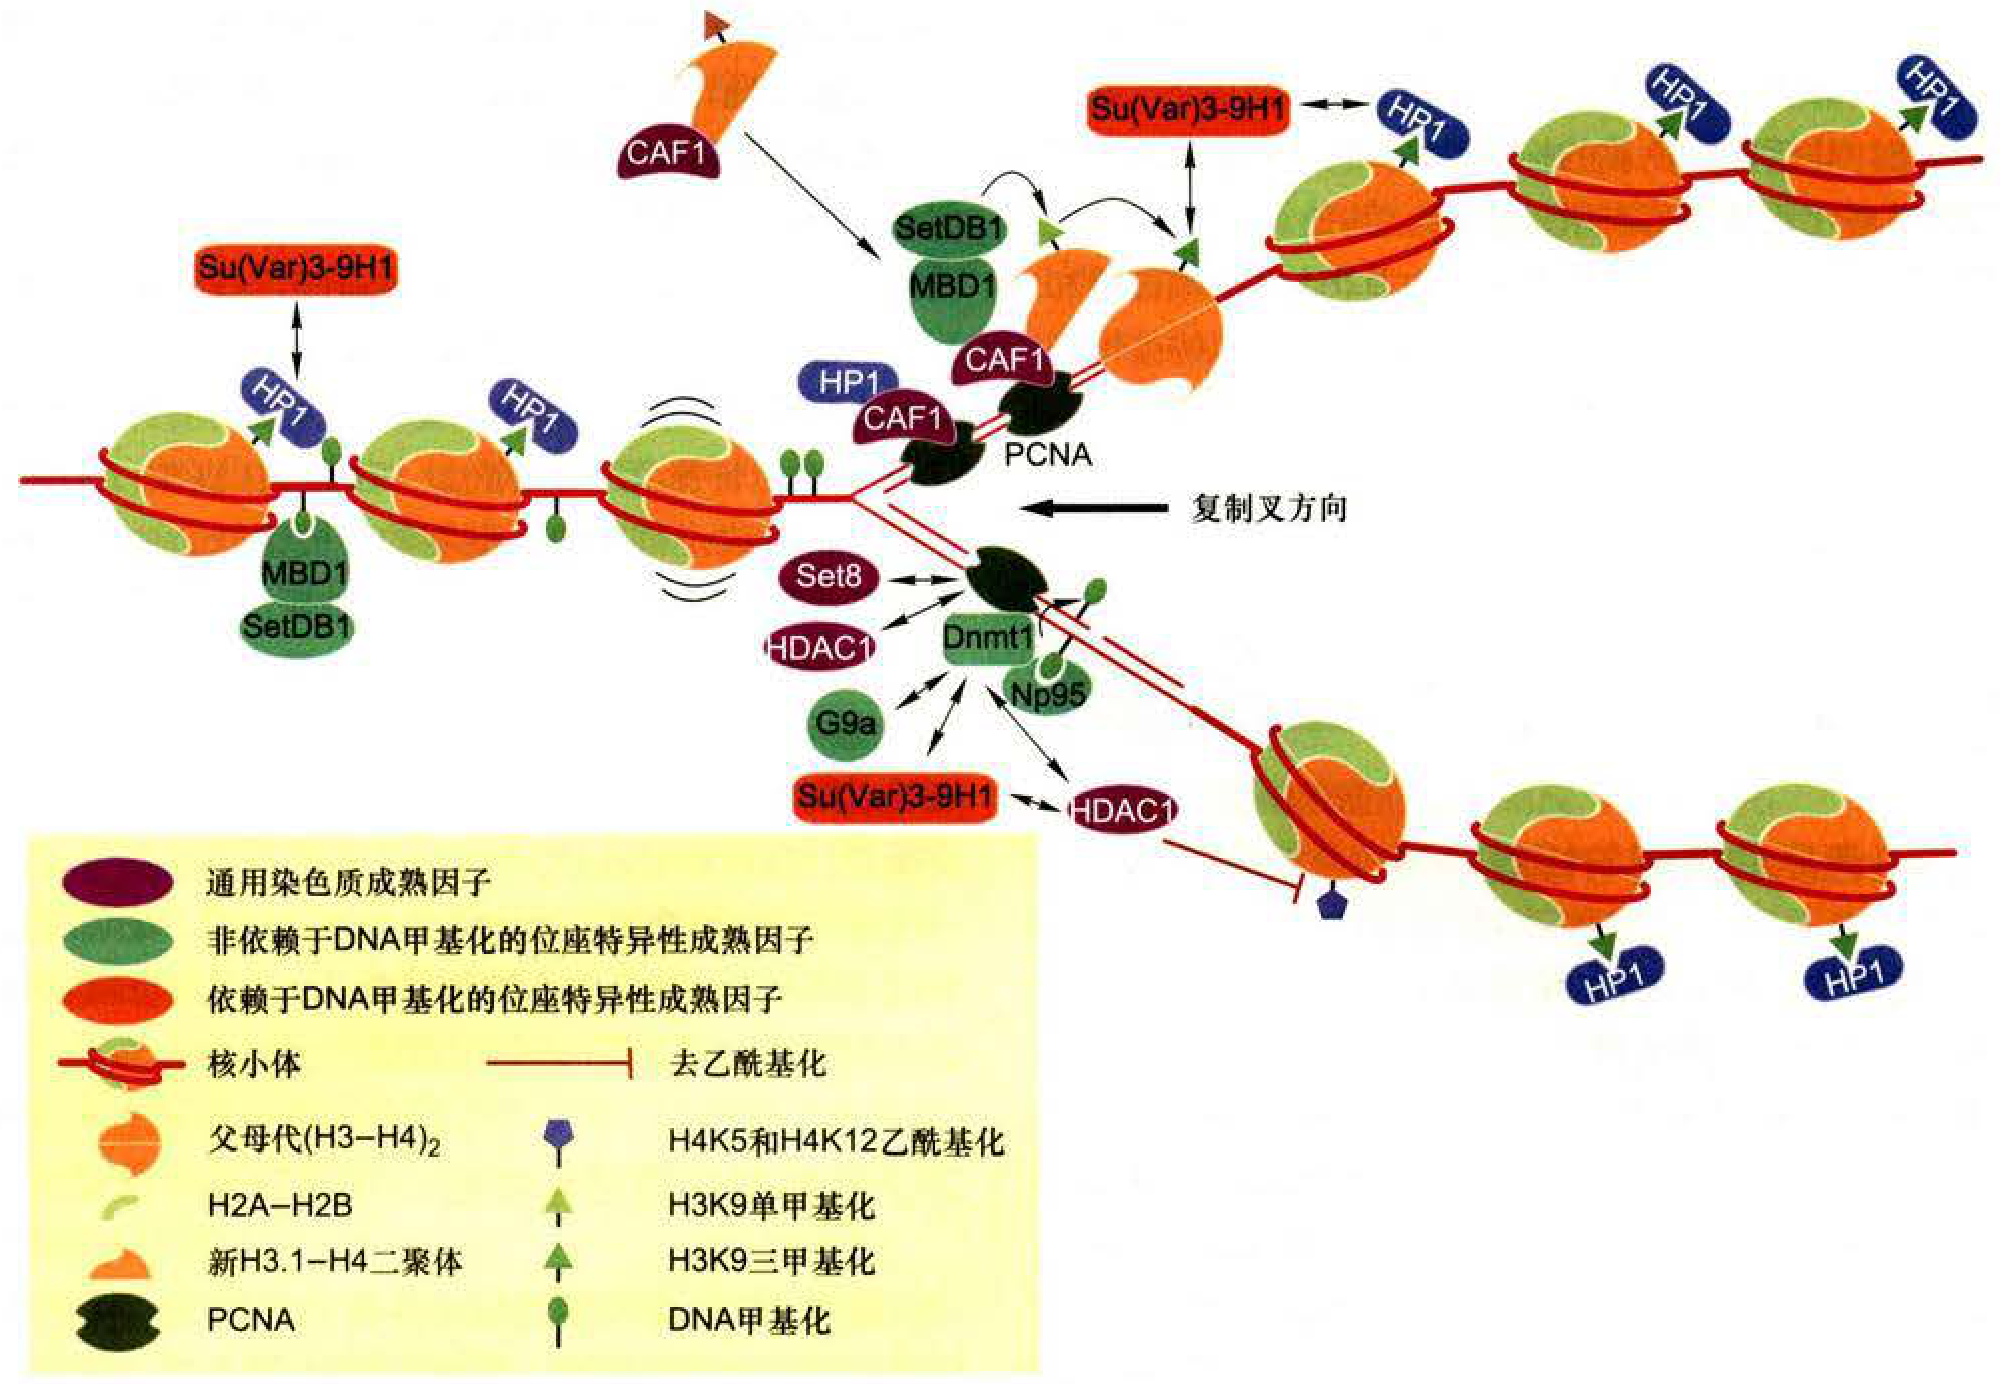 CAF1
Su(Var)3-9H1
HP1
HP1
HP1
SetDB1
MBD1
CAF1
HP1
CAF1
PCNA
Su(Var)3-9H1
HP1
HP1
MBD1
SetDB1
复制叉方向
Set8
HDAC1
Dnmt1
Np95
G9a
Su(Var)3-9H1
HDAC1
HP1
HP1
通用染色质成熟因子
非依赖于DNA甲基化的位座特异性成熟因子
依赖于DNA甲基化的位座特异性成熟因子
核小体
去乙酰基化
父母代(H3–H4)₂
H4K5和H4K12乙酰基化
H2A–H2B
H3K9单甲基化
新H3.1–H4二聚体
H3K9三甲基化
PCNA
DNA甲基化